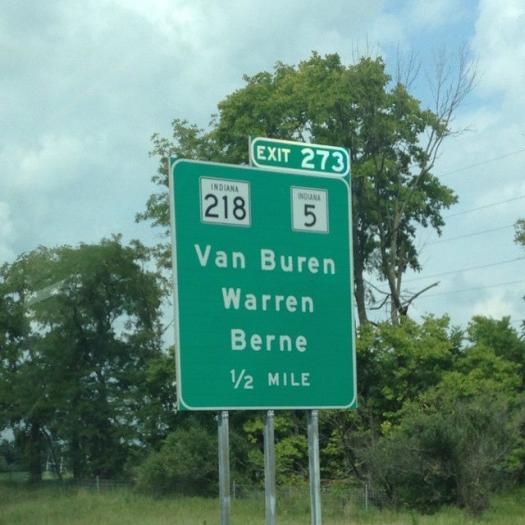 EXIT 273
INDIANA
218
INDIANA
5
Van Buren
Warren
Berne
1/2 MILE